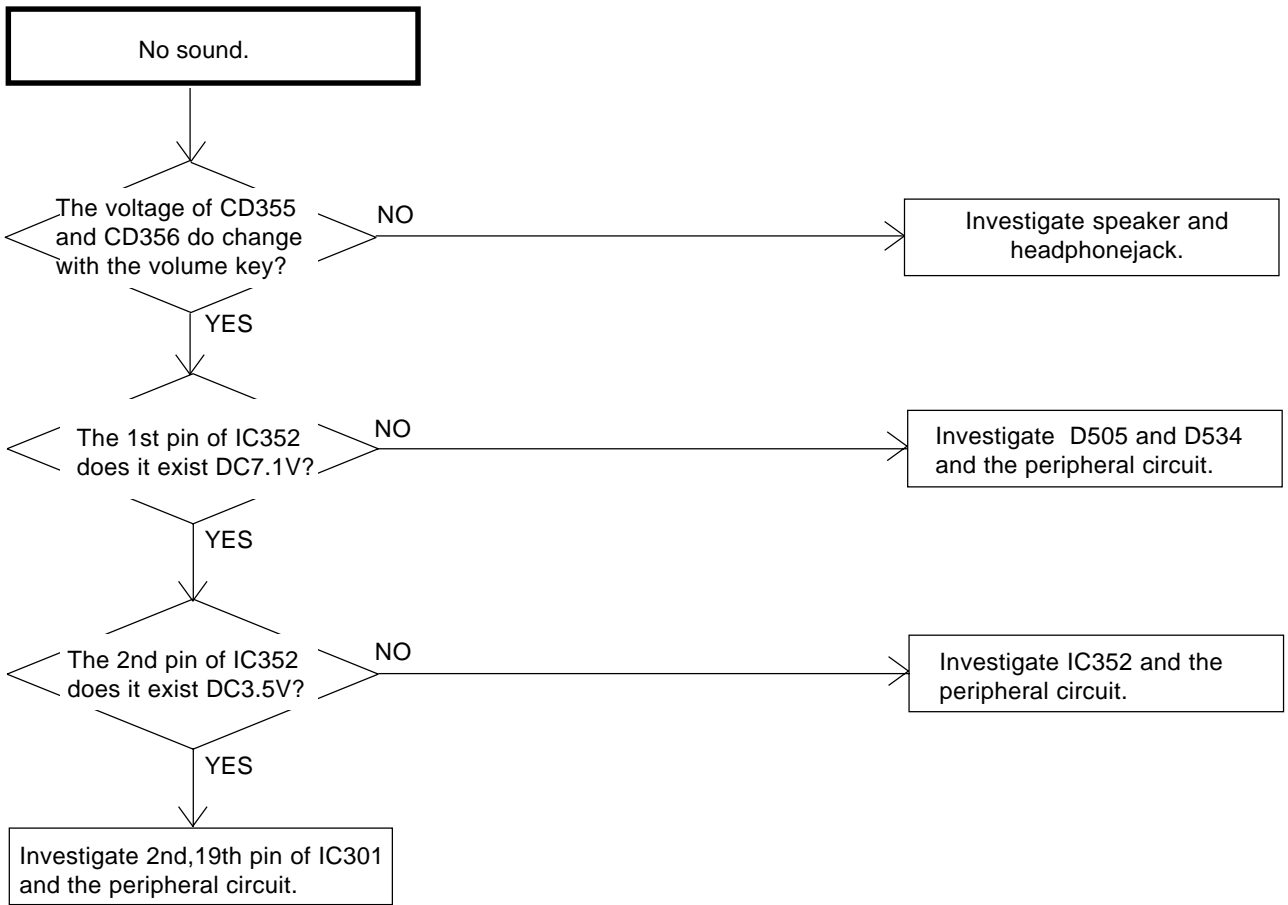 No sound.
The voltage of CD355
and CD356 do change
with the volume key?
NO
Investigate speaker and
headphonejack.
YES
The 1st pin of IC352
does it exist DC7.1V?
NO
Investigate D505 and D534
and the peripheral circuit.
YES
The 2nd pin of IC352
does it exist DC3.5V?
NO
Investigate IC352 and the
peripheral circuit.
YES
Investigate 2nd,19th pin of IC301
and the peripheral circuit.